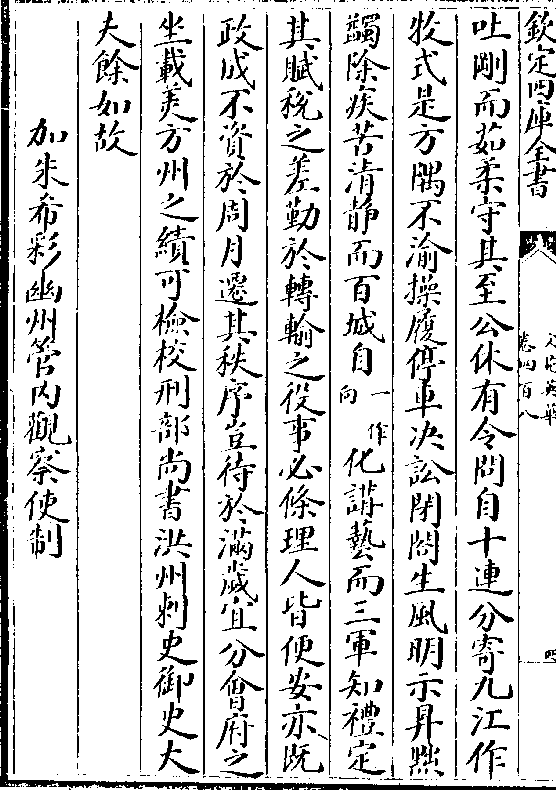 欽定四庫全書
文苑英華
卷四百八
四
吐剛而茹柔守其至公休有令問自十連分寄九江作
牧式是方隅不渝操履停車决訟閉閤生風明示昇黜
蠲除疾苦清静而百城自一作向化講藝而三軍知禮定
其賦稅之差勤於轉輸之役事必條理人皆便安亦既
政成不資於周月遷其秩序豈待於滿歲宜分會府之
坐載美方州之績可檢校刑部尚書洪州刺史御史大
夫餘如故
加朱希彩幽州管内觀察使制